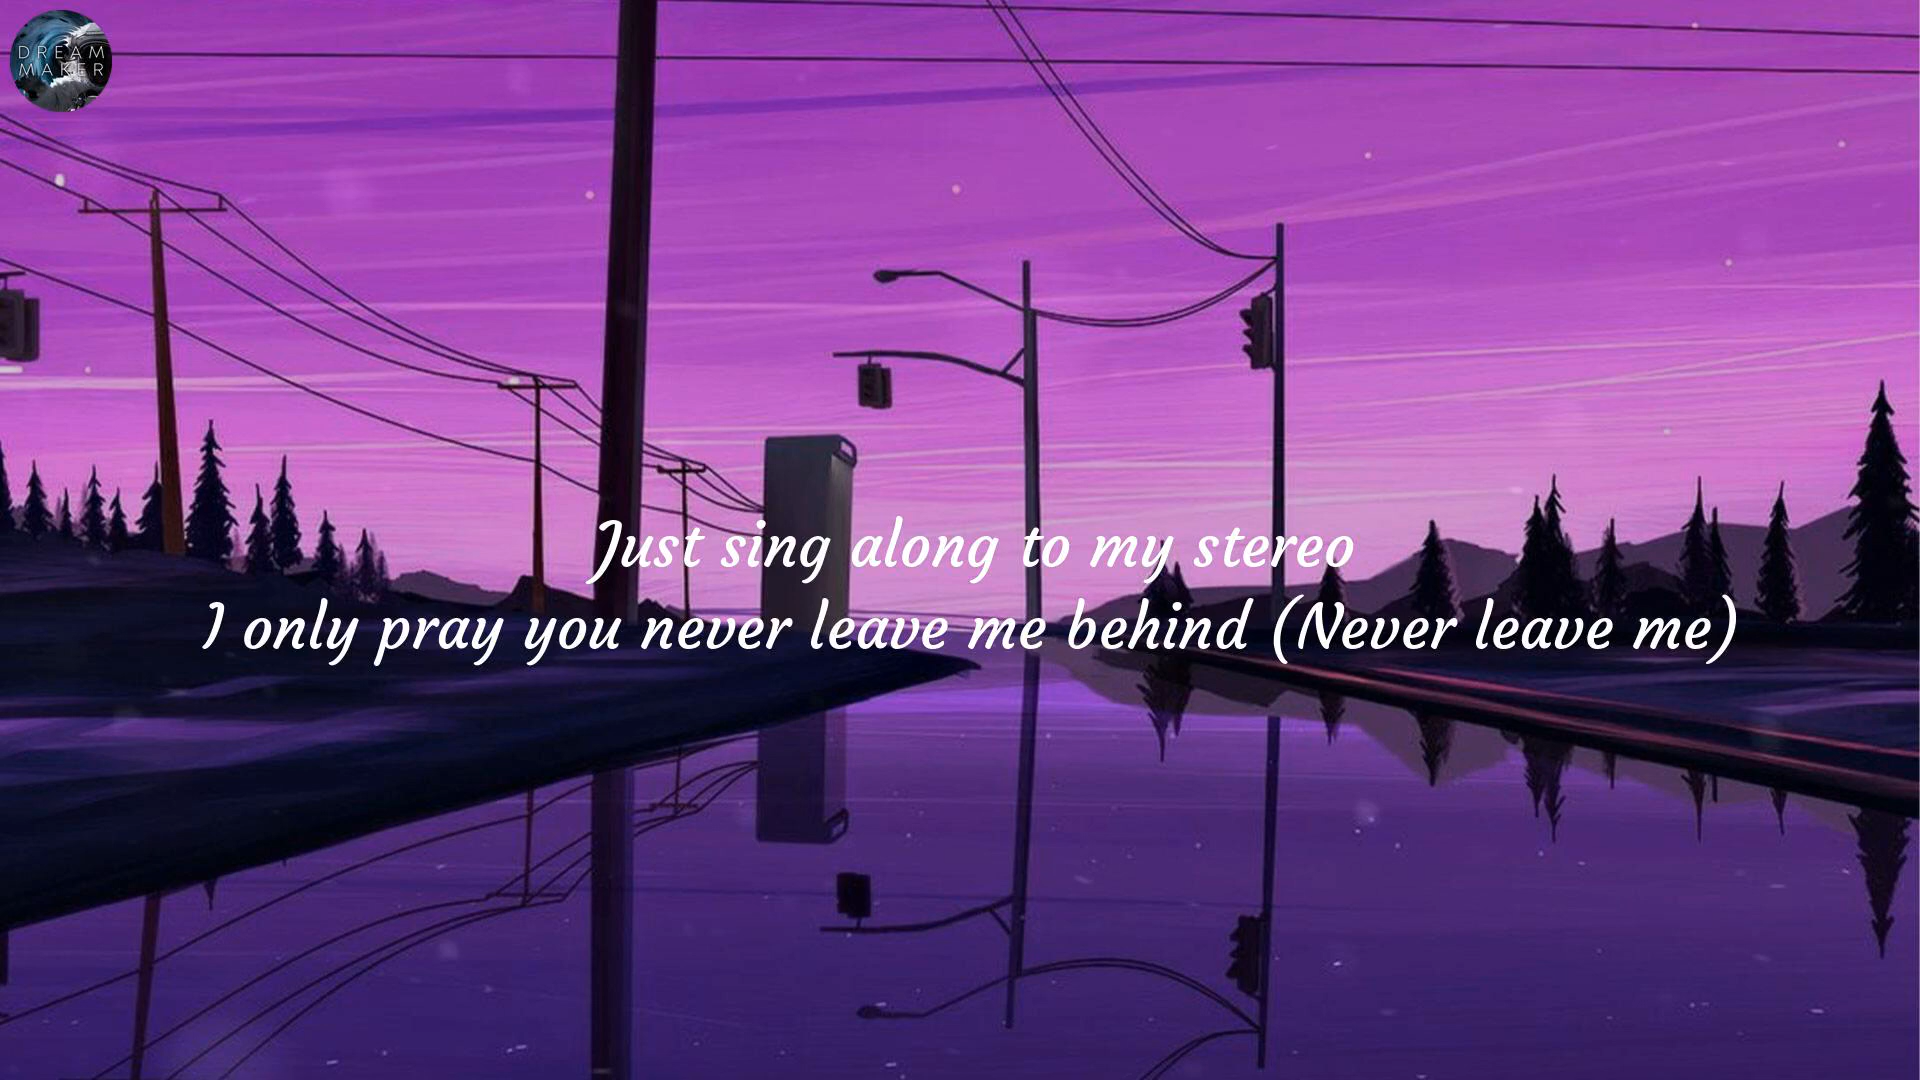 DREAM
MAKER
Just sing along to my stereo
I only pray you never leave me behind (Never leave me)